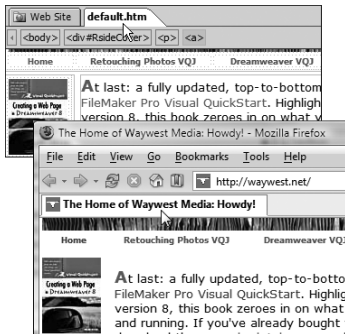 Web Site default.htm
<body> <div#RsideCover> <p> <a>
Home Retouching Photos VQJ Dreamweaver VQJ
At last: a fully updated, top-to-bottom
FileMaker Pro Visual QuickStart. Highligh
version 8, this book zeroes in on what y
Creating a Web Page
Dreamweaver 8
The Home of Waywest Media: Howdy! - Mozilla Firefox
File Edit View Go Bookmarks Tools Help
http://waywest.net/
The Home of Waywest Media: Howdy!
Home Retouching Photos VQJ Dreamweaver VQJ
At last: a fully updated, top-to-botto
FileMaker Pro Visual QuickStart. Highlig
version 8, this book zeroes in on what
and running. If you've already bought
Creating a Web Page
Dreamweaver 8